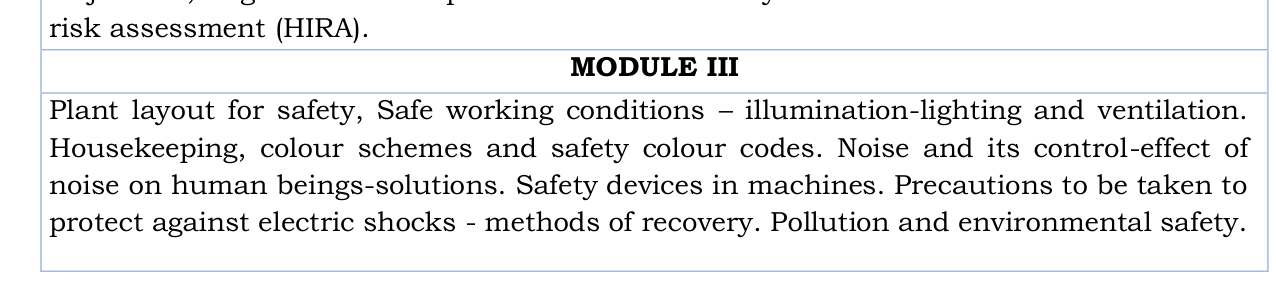 risk assessment (HIRA).
MODULE III
Plant layout for safety, Safe working conditions – illumination-lighting and ventilation.
Housekeeping, colour schemes and safety colour codes. Noise and its control-effect of
noise on human beings-solutions. Safety devices in machines. Precautions to be taken to
protect against electric shocks - methods of recovery. Pollution and environmental safety.